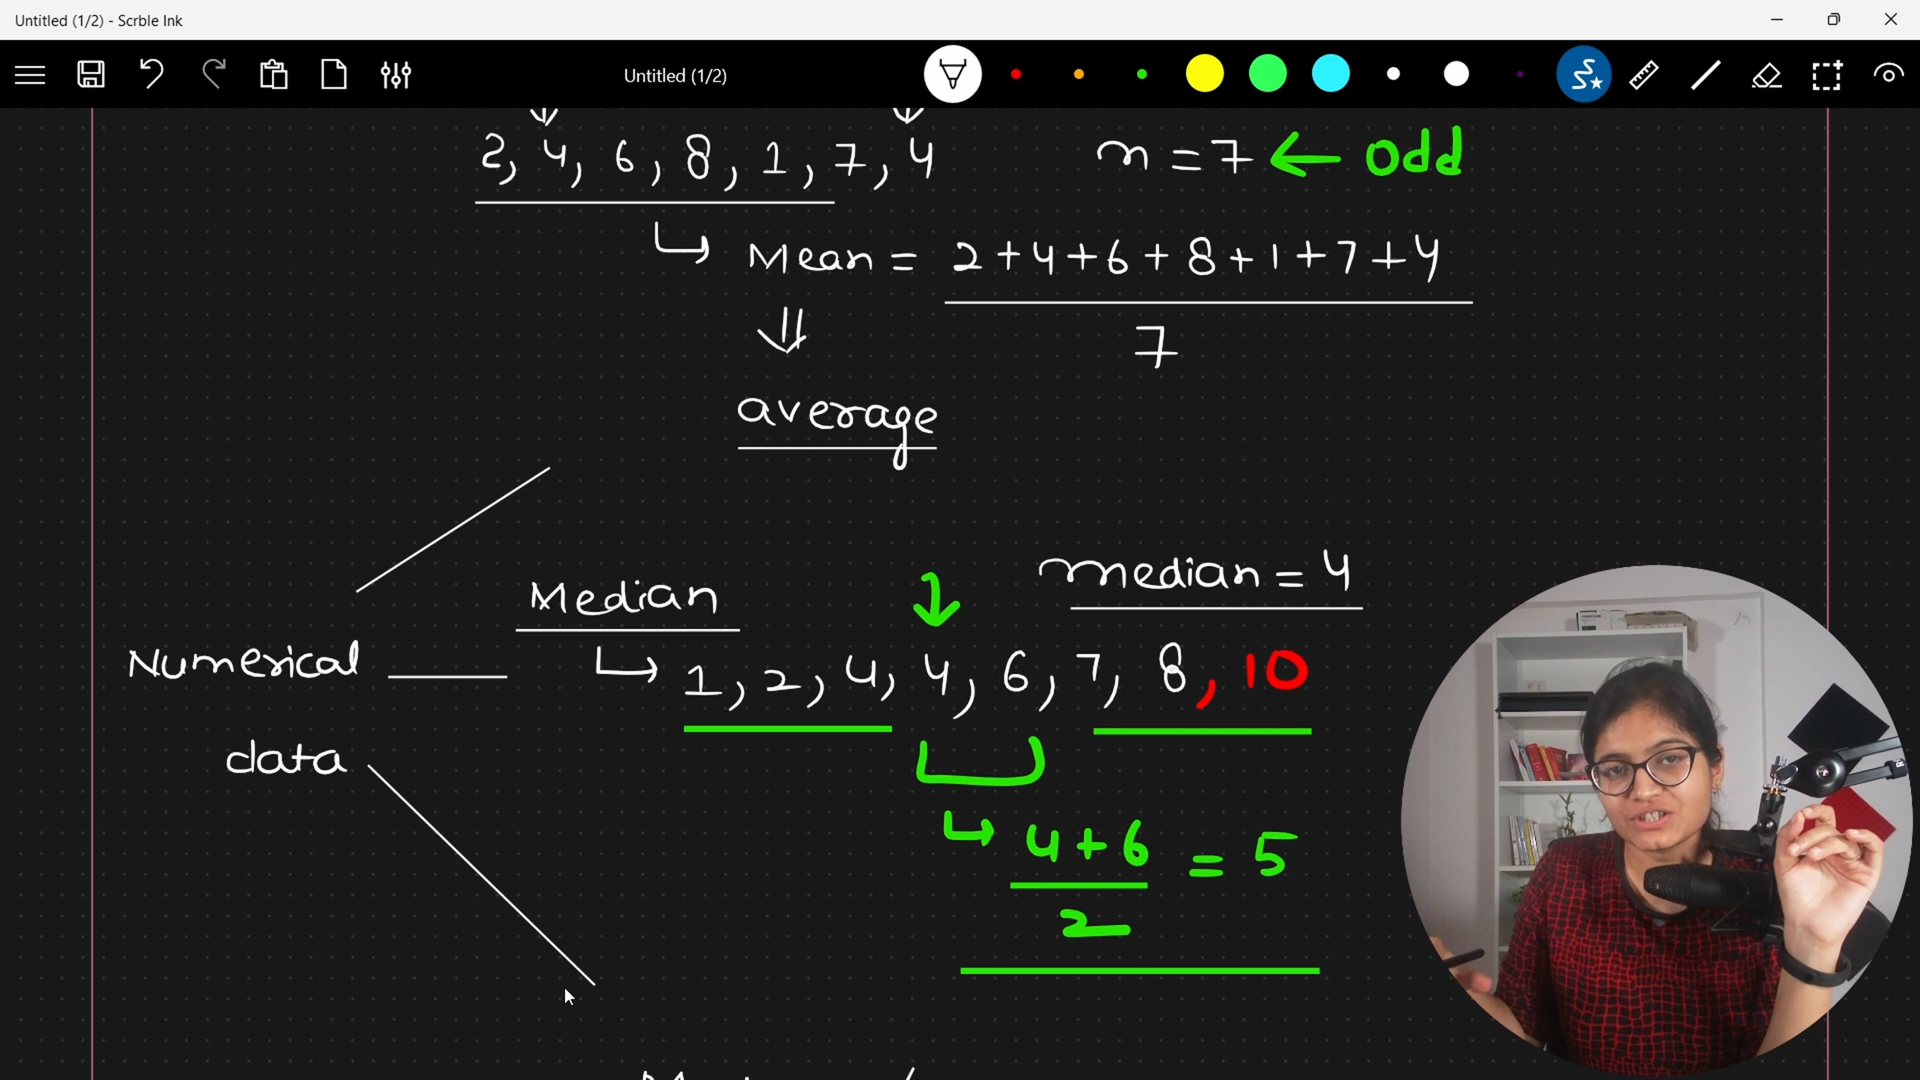 Untitled (1/2) - Scrble Ink
Untitled (1/2)
2, 4, 6, 8, 1, 7, 4
n = 7 ← odd
↳ Mean = 2+4+6+8+1+7+4
7
⇓
average
Median
median = 4
Numerical
↳ 1, 2, 4, 4, 6, 7, 8, 10
data
↳ 4+6 = 5
2